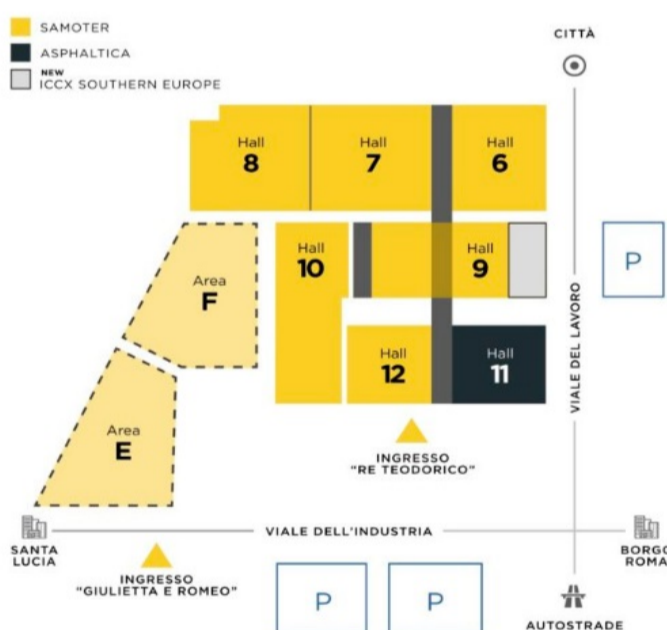 SAMOTER
ASPHALTICA
NEW
ICCX SOUTHERN EUROPE
CITTÀ
Hall
8
Hall
7
Hall
6
Hall
10
Hall
9
P
Area
F
Hall
12
Hall
11
VIALE DEL LAVORO
Area
E
INGRESSO
"RE TEODORICO"
VIALE DELL'INDUSTRIA
SANTA
LUCIA
BORGO
ROMA
INGRESSO
"GIULIETTA E ROMEO"
P
P
AUTOSTRADE